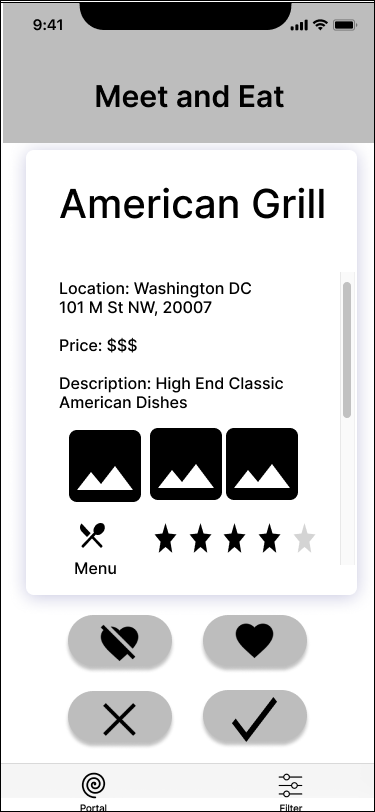 9:41
Meet and Eat
American Grill
Location: Washington DC
101 M St NW, 20007
Price: $$$
Description: High End Classic
American Dishes
Menu
Portal
Filter